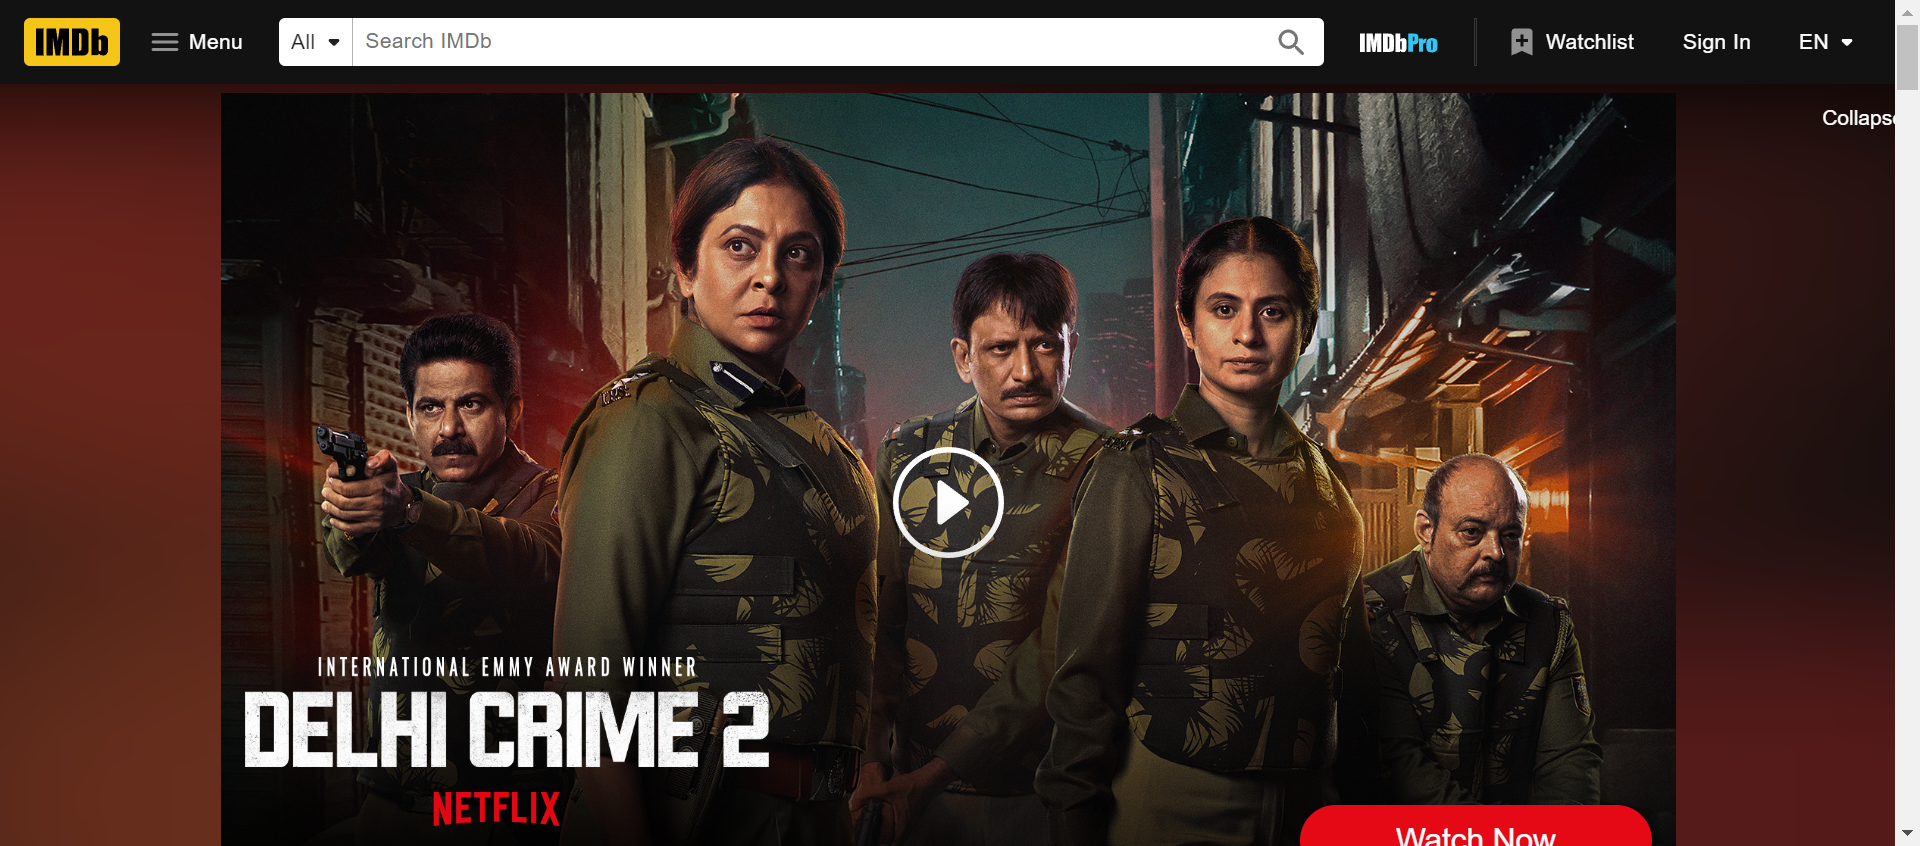 IMDb
Menu
All
Search IMDb
IMDbPro
Watchlist
Sign In
EN
Collapse
INTERNATIONAL EMMY AWARD WINNER
DELHI CRIME 2
NETFLIX
Watch Now